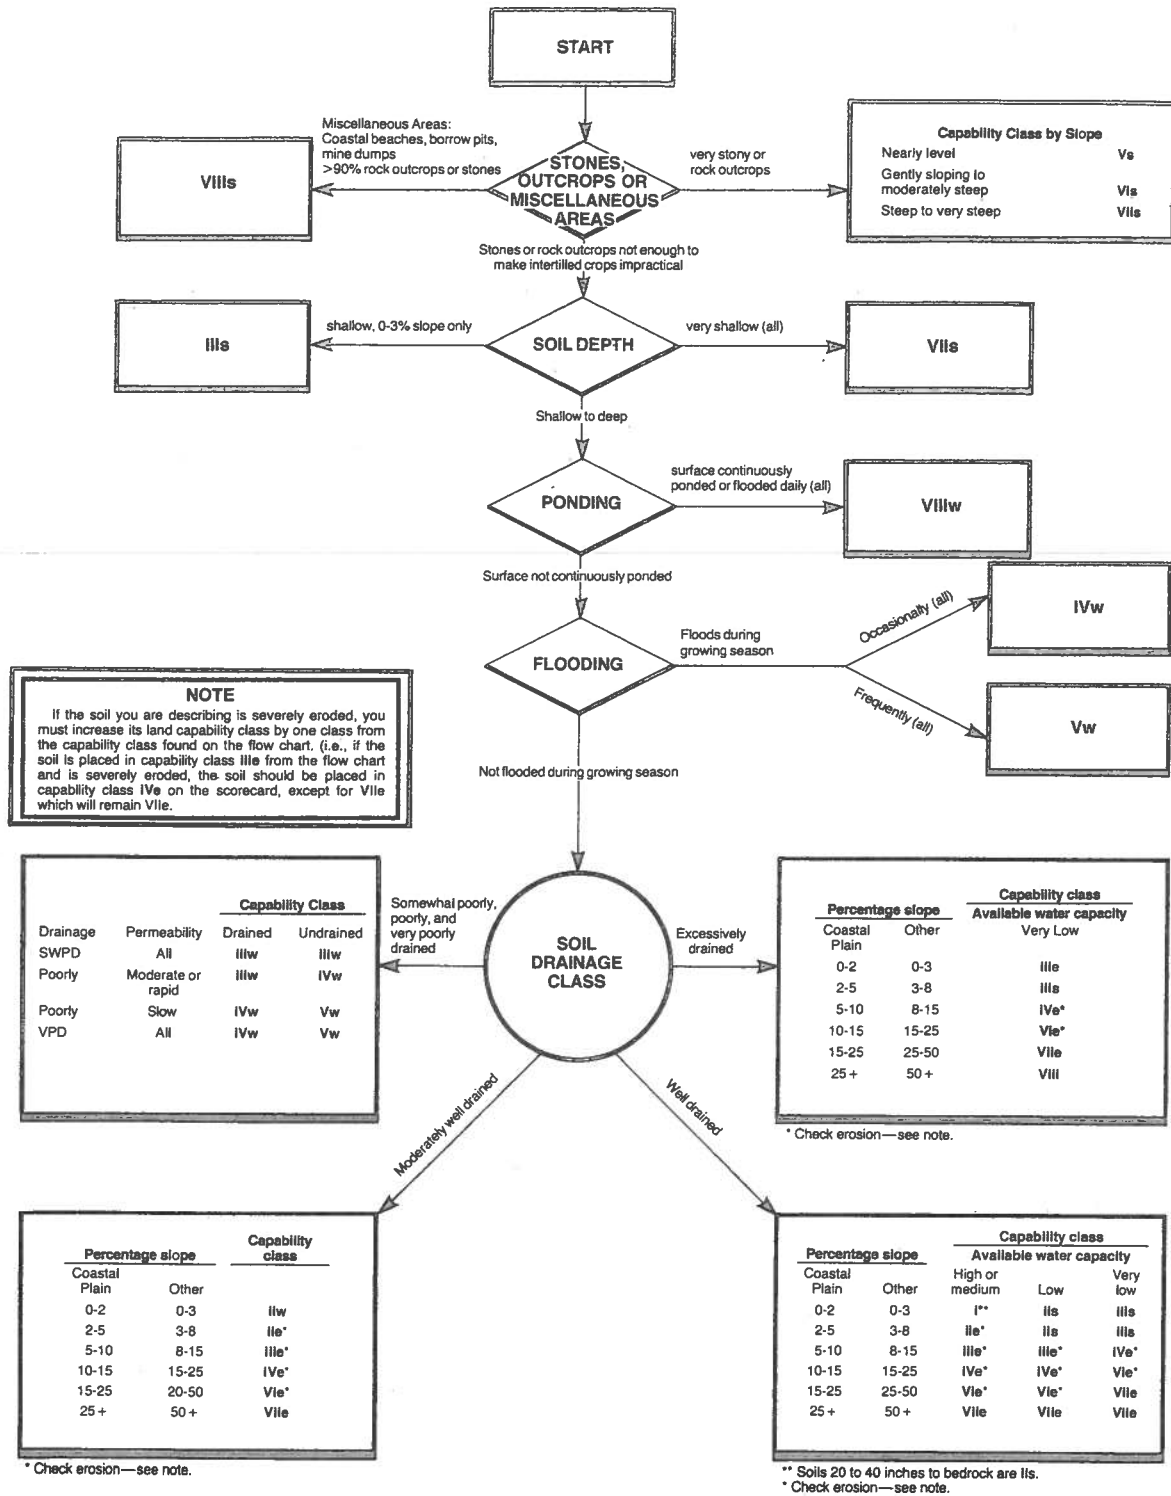 START
Miscellaneous Areas:
Coastal beaches, borrow pits,
mine dumps
>90% rock outcrops or stones
VIIIs
STONES,
OUTCROPS OR
MISCELLANEOUS
AREAS
very stony or
rock outcrops
Capability Class by Slope
Nearly level Vs
Gently sloping to
moderately steep VIs
Steep to very steep VIIs
Stones or rock outcrops not enough to
make intertilled crops impractical
IIIs
shallow, 0-3% slope only
SOIL DEPTH
very shallow (all)
VIIs
Shallow to deep
PONDING
surface continuously
ponded or flooded daily (all)
VIIIw
Surface not continuously ponded
FLOODING
Floods during
growing season
Occasionally (all)
IVw
Frequently (all)
Vw
NOTE
If the soil you are describing is severely eroded, you
must increase its land capability class by one class from
the capability class found on the flow chart. (i.e., if the
soil is placed in capability class IIIe from the flow chart
and is severely eroded, the soil should be placed in
capability class IVe on the scorecard, except for VIIe
which will remain VIIe.
Not flooded during growing season
SOIL
DRAINAGE
CLASS
Somewhat poorly,
poorly, and
very poorly
drained
Capability Class
Drainage Permeability Drained Undrained
SWPD All IIIw IIIw
Poorly Moderate or IIIw IVw
rapid
Poorly Slow IVw Vw
VPD All IVw Vw
Excessively
drained
Capability class
Percentage slope Available water capacity
Coastal Other Very Low
Plain
0-2 0-3 IIIe
2-5 3-8 IIIs
5-10 8-15 IVe*
10-15 15-25 VIe*
15-25 25-50 VIIe
25 + 50 + VIII
* Check erosion—see note.
Moderately well drained
Capability
Percentage slope class
Coastal
Plain Other
0-2 0-3 IIw
2-5 3-8 IIe*
5-10 8-15 IIIe*
10-15 15-25 IVe*
15-25 20-50 VIe*
25 + 50 + VIIe
* Check erosion—see note.
Well drained
Capability class
Percentage slope Available water capacity
Coastal High or Very
Plain Other medium Low low
0-2 0-3 I** IIs IIIs
2-5 3-8 IIe* IIs IIIs
5-10 8-15 IIIe* IIIe* IVe*
10-15 15-25 IVe* IVe* VIe*
15-25 25-50 VIe* VIe* VIIe
25 + 50 + VIIe VIIe VIIe
** Soils 20 to 40 inches to bedrock are IIs.
* Check erosion—see note.